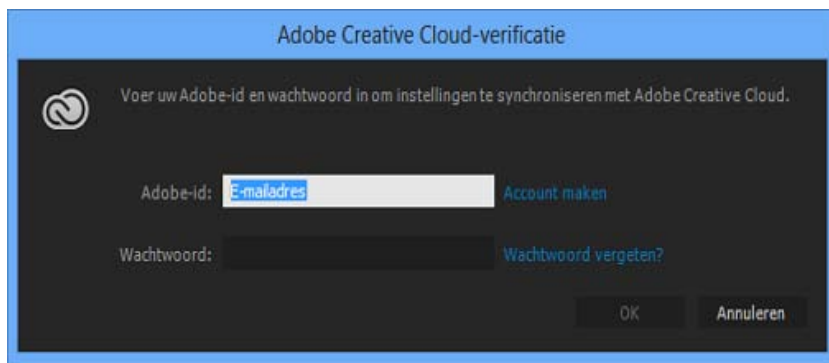 Adobe Creative Cloud-verificatie
Voer uw Adobe-id en wachtwoord in om instellingen te synchroniseren met Adobe Creative Cloud.
Adobe-id: E-mailadres Account maken
Wachtwoord: Wachtwoord vergeten?
OK Annuleren